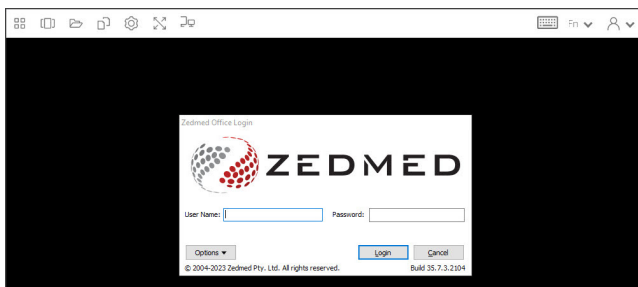 Fn
Zedmed Office Login
ZEDMED
User Name:
Password:
Options
Login
Cancel
© 2004-2023 Zedmed Pty. Ltd. All rights reserved.
Build 35.7.3.2104